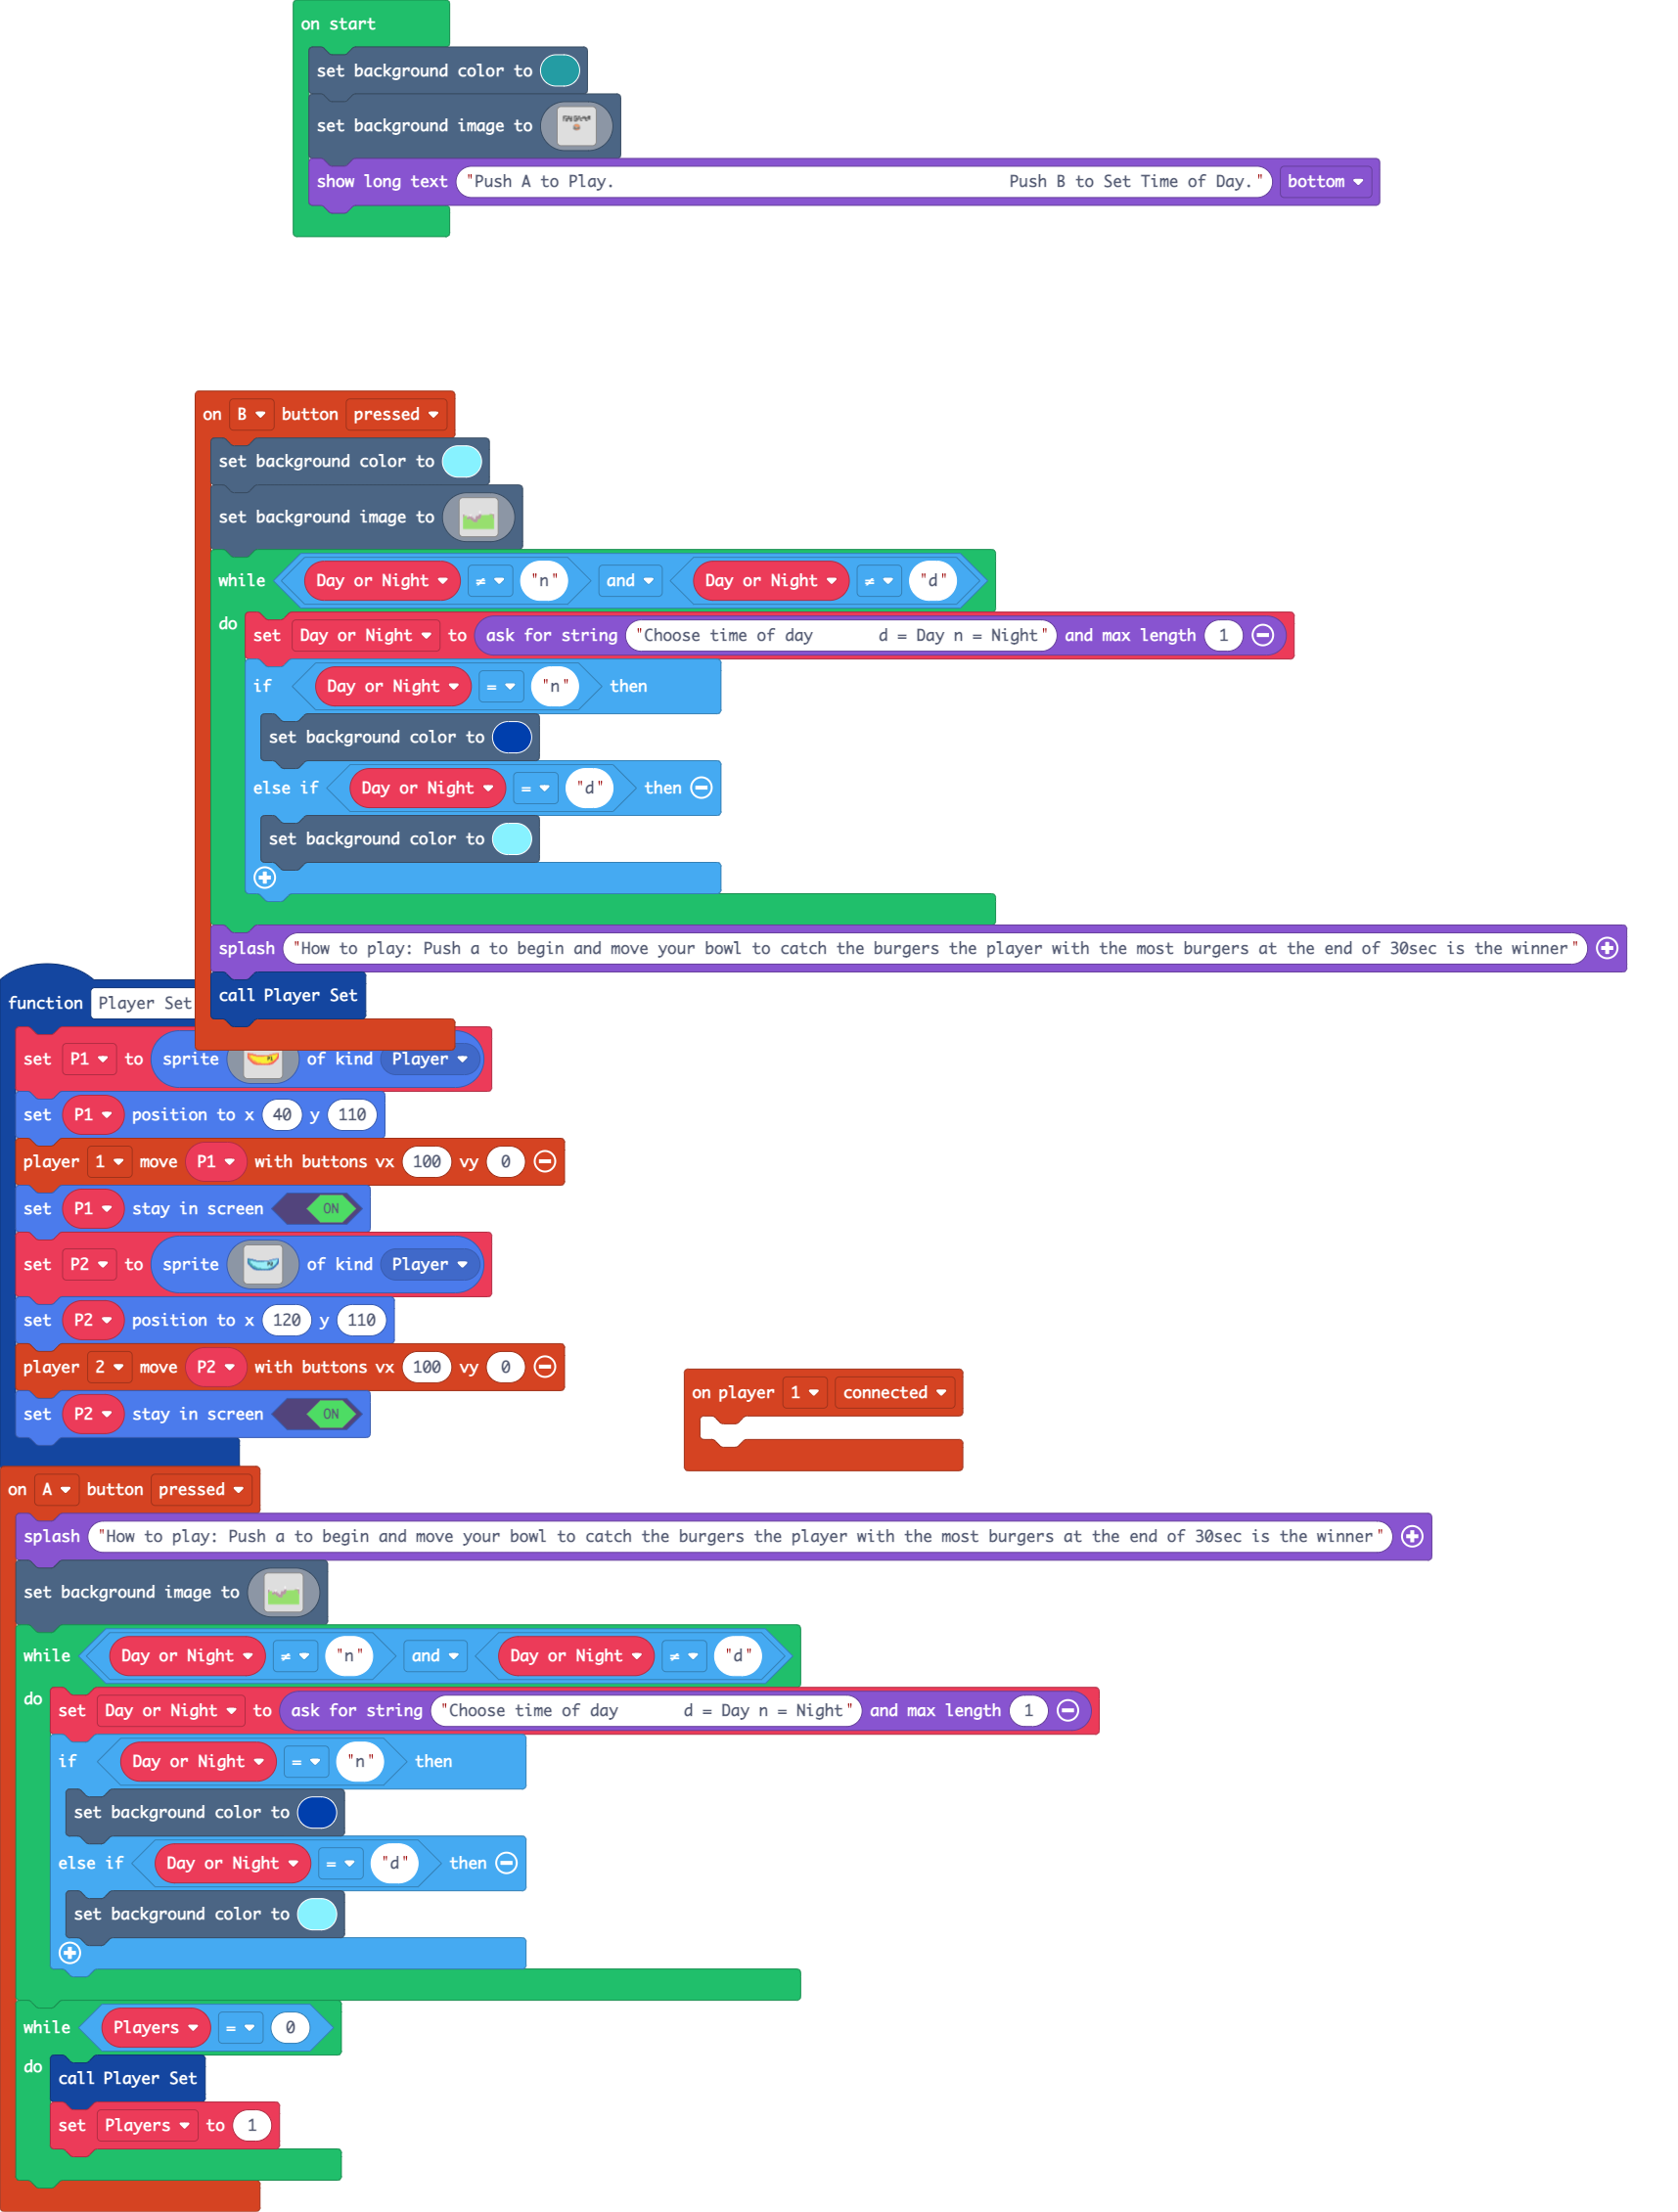 on start
set background color to
set background image to
show long text "Push A to Play.                                        Push B to Set Time of Day." bottom
on B button pressed
set background color to
set background image to
while Day or Night ≠ "n" and Day or Night ≠ "d"
do set Day or Night to ask for string "Choose time of day       d = Day n = Night" and max length 1
if Day or Night = "n" then
set background color to
else if Day or Night = "d" then
set background color to
splash "How to play: Push a to begin and move your bowl to catch the burgers the player with the most burgers at the end of 30sec is the winner"
call Player Set
function Player Set
set P1 to sprite of kind Player
set P1 position to x 40 y 110
player 1 move P1 with buttons vx 100 vy 0
set P1 stay in screen ON
set P2 to sprite of kind Player
set P2 position to x 120 y 110
player 2 move P2 with buttons vx 100 vy 0
set P2 stay in screen ON
on player 1 connected
on A button pressed
splash "How to play: Push a to begin and move your bowl to catch the burgers the player with the most burgers at the end of 30sec is the winner"
set background image to
while Day or Night ≠ "n" and Day or Night ≠ "d"
do set Day or Night to ask for string "Choose time of day       d = Day n = Night" and max length 1
if Day or Night = "n" then
set background color to
else if Day or Night = "d" then
set background color to
while Players = 0
do call Player Set
set Players to 1